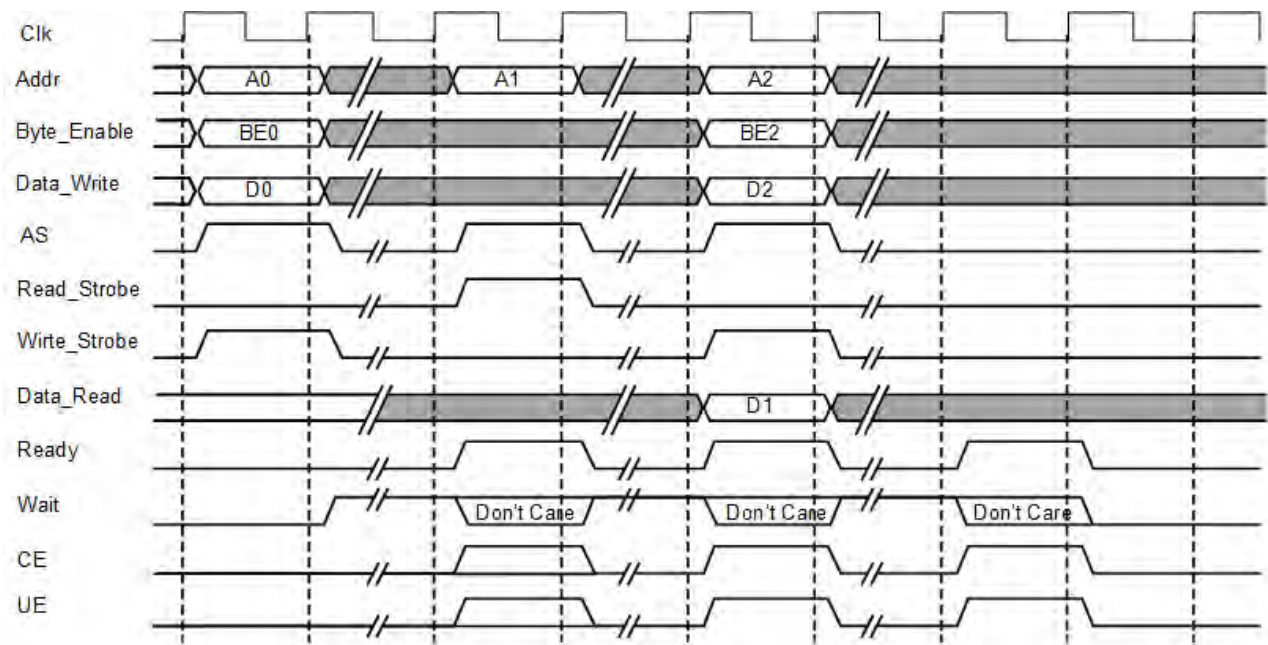 Clk
Addr A0 A1 A2
Byte_Enable BE0 BE2
Data_Write D0 D2
AS
Read_Strobe
Wirte_Strobe
Data_Read D1
Ready
Wait Don't Care Don't Care Don't Care
CE
UE